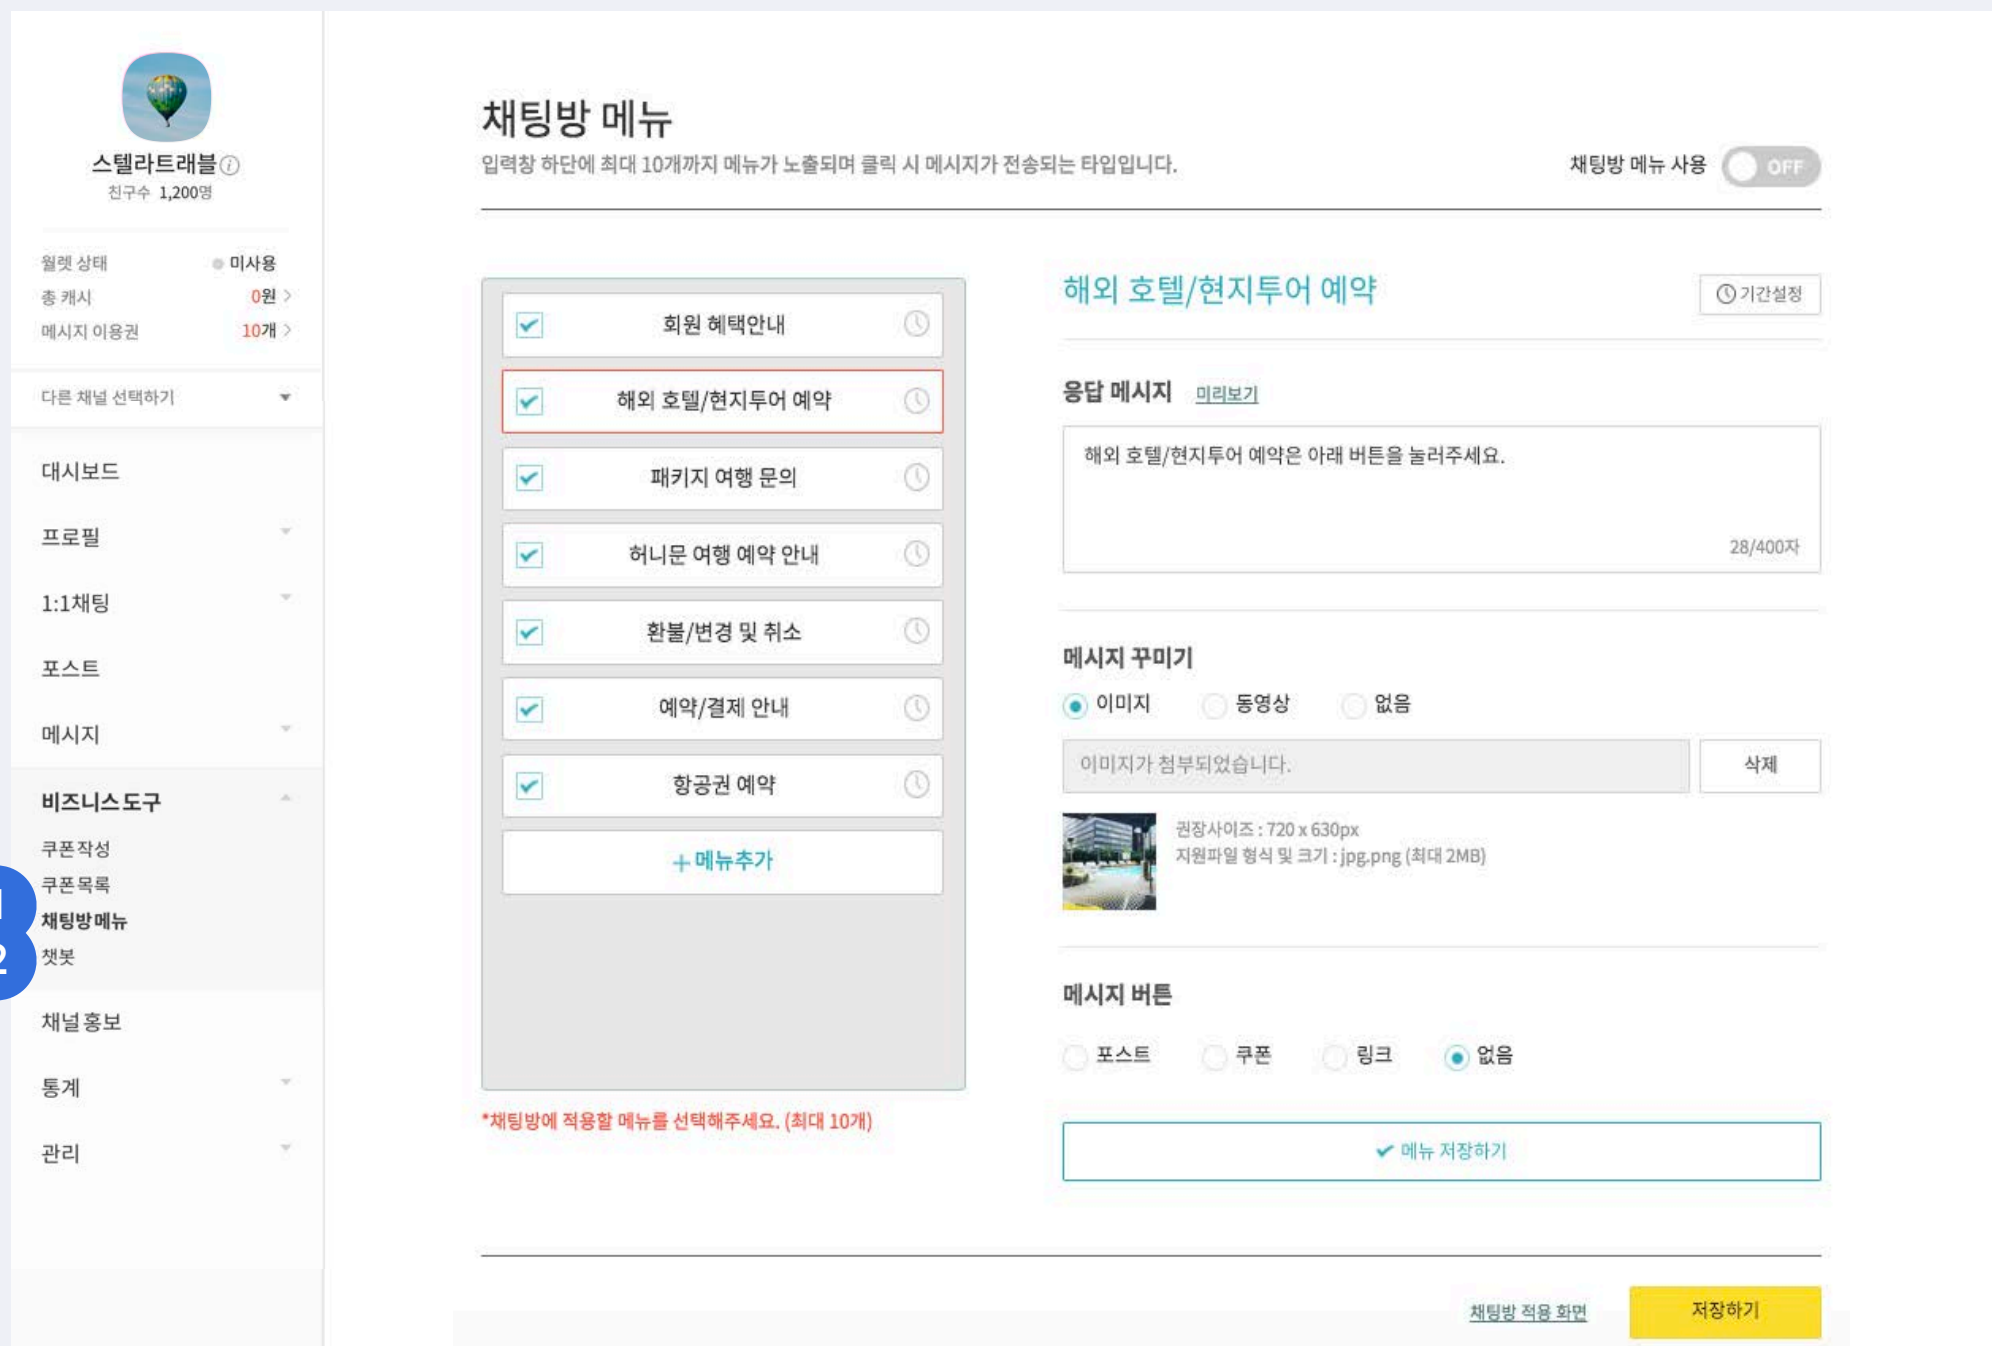 스텔라트래블
친구수 1,200명
월렛 상태 미사용
총 캐시 0원
메시지 이용권 10개
다른 채널 선택하기
대시보드
프로필
1:1채팅
포스트
메시지
비즈니스 도구
쿠폰 작성
쿠폰 목록
채팅방 메뉴
챗봇
채널 홍보
통계
관리
1
2
채팅방 메뉴
입력창 하단에 최대 10개까지 메뉴가 노출되며 클릭 시 메시지가 전송되는 타입입니다.
채팅방 메뉴 사용 OFF
회원 혜택안내
해외 호텔/현지투어 예약
패키지 여행 문의
허니문 여행 예약 안내
환불/변경 및 취소
예약/결제 안내
항공권 예약
+ 메뉴추가
*채팅방에 적용할 메뉴를 선택해주세요. (최대 10개)
해외 호텔/현지투어 예약
기간설정
응답 메시지 미리보기
해외 호텔/현지투어 예약은 아래 버튼을 눌러주세요.
28/400자
메시지 꾸미기
이미지 동영상 없음
이미지가 첨부되었습니다. 삭제
권장사이즈 : 720 x 630px
지원파일 형식 및 크기 : jpg.png (최대 2MB)
메시지 버튼
포스트 쿠폰 링크 없음
메뉴 저장하기
채팅방 적용 화면 저장하기